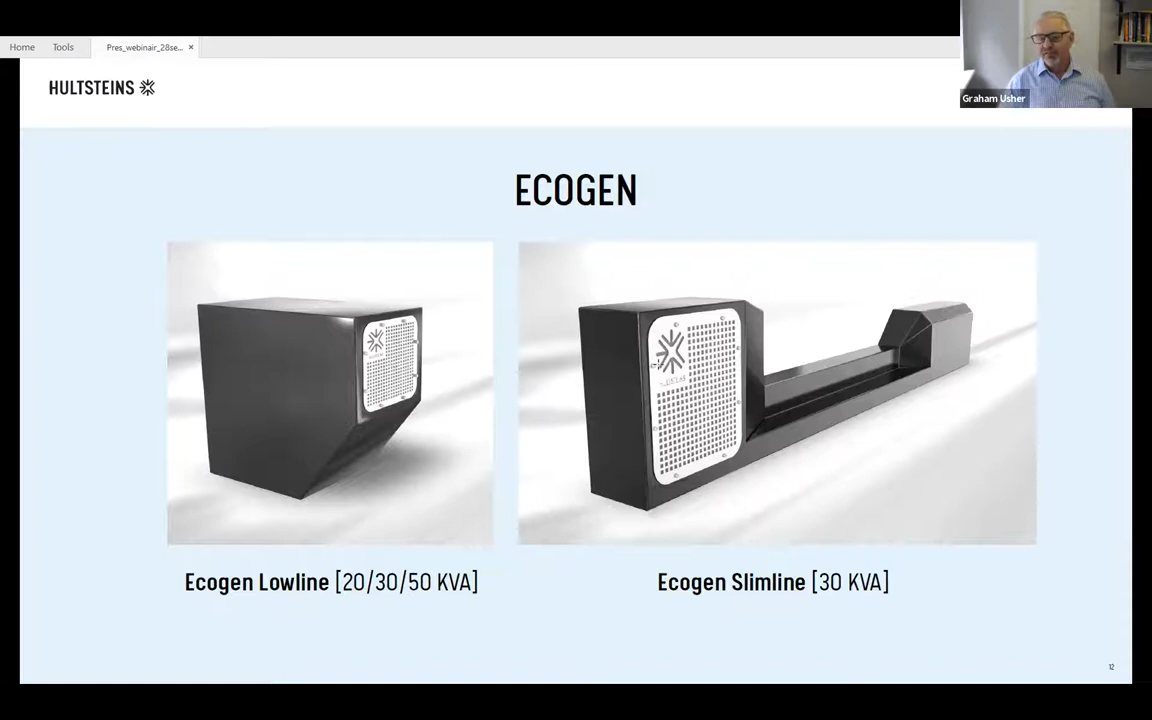 Home Tools Pres_webinair_28se... ×
Graham Usher
HULTSTEINS
ECOGEN
Ecogen Lowline [20/30/50 KVA]
Ecogen Slimline [30 KVA]
12